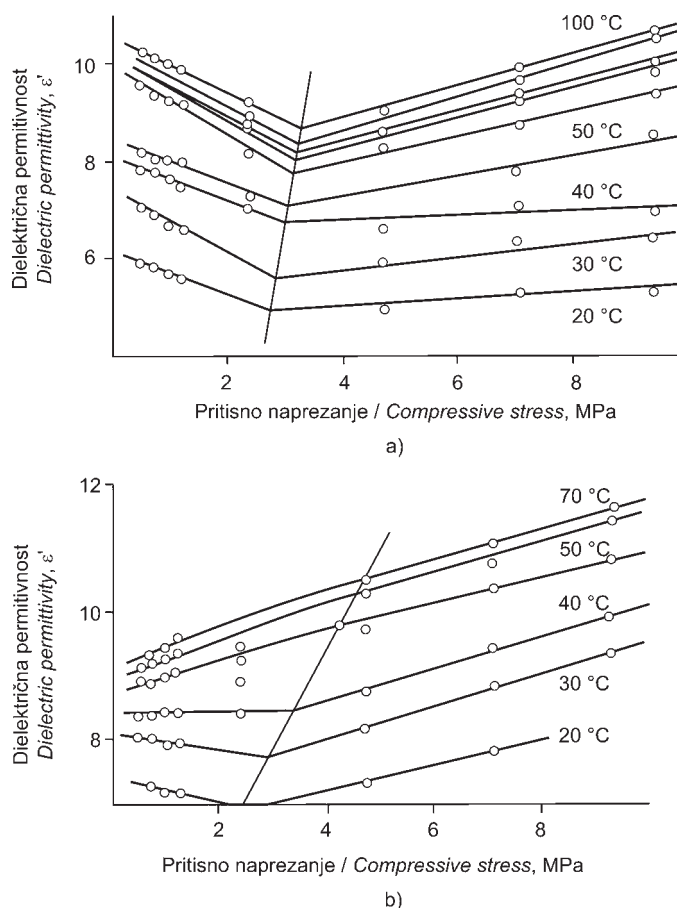 Dielektrična permitivnost, ε'
Dielectric permittivity, ε'
10
8
6
100 °C
50 °C
40 °C
30 °C
20 °C
2
4
6
8
Pritisno naprezanje / Compressive stress, MPa
a)
Dielektrična permitivnost, ε'
Dielectric permittivity, ε'
12
10
8
70 °C
50 °C
40 °C
30 °C
20 °C
2
4
6
8
Pritisno naprezanje / Compressive stress, MPa
b)